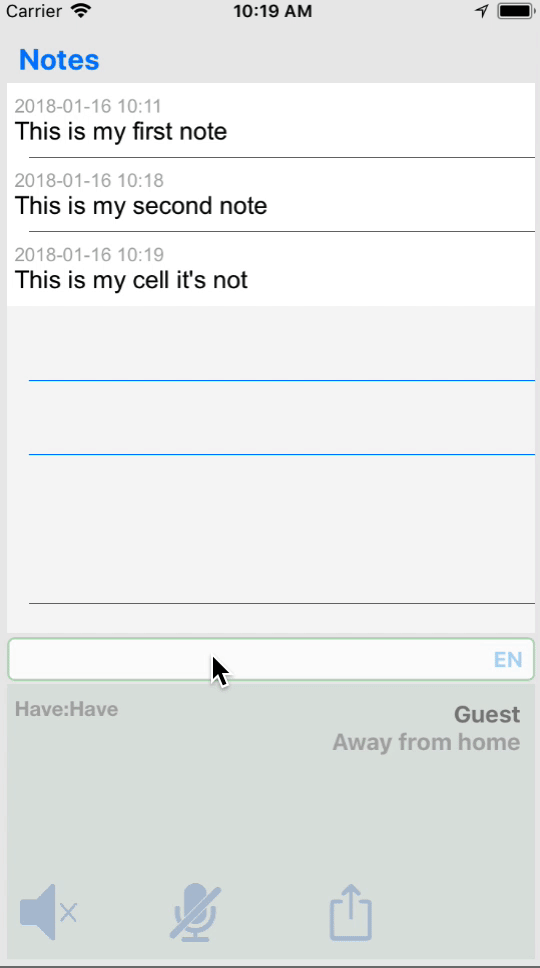 Carrier 10:19 AM
Notes
2018-01-16 10:11
This is my first note
2018-01-16 10:18
This is my second note
2018-01-16 10:19
This is my cell it's not
EN
Have:Have
Guest
Away from home